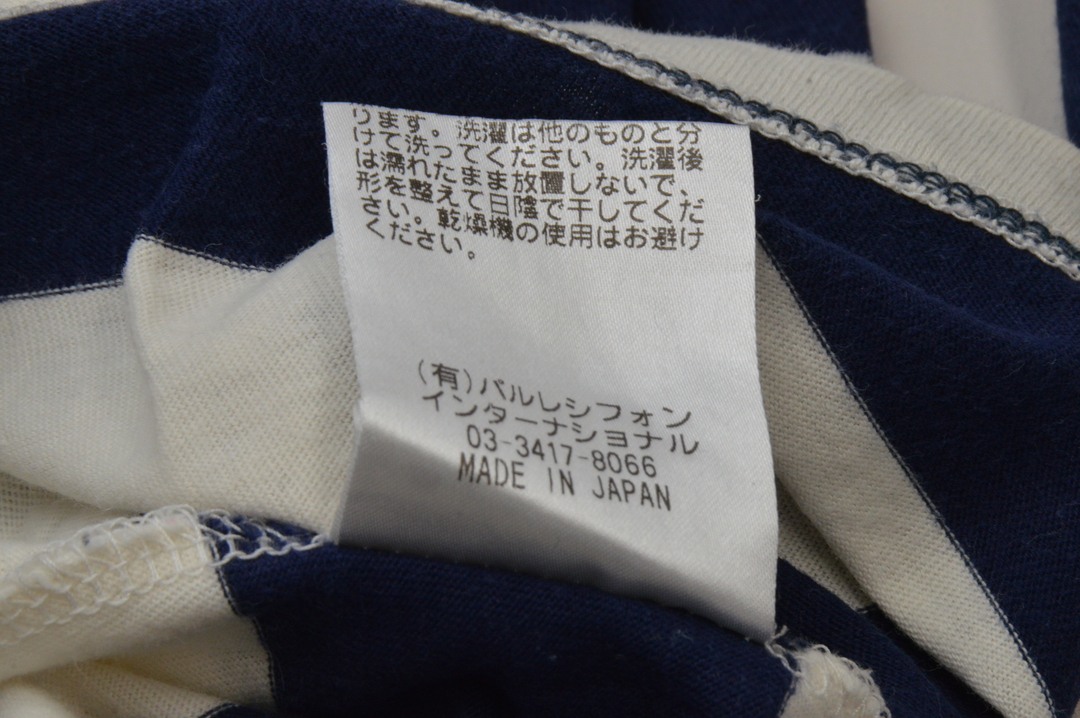 ります。洗濯は他のものと分
けて洗ってください。洗濯後
は濡れたまま放置しないで、
形を整えて日陰で干してくだ
さい。乾燥機の使用はお避け
ください。
(有)パルレシフォン
インターナショナル
03-3417-8066
MADE IN JAPAN